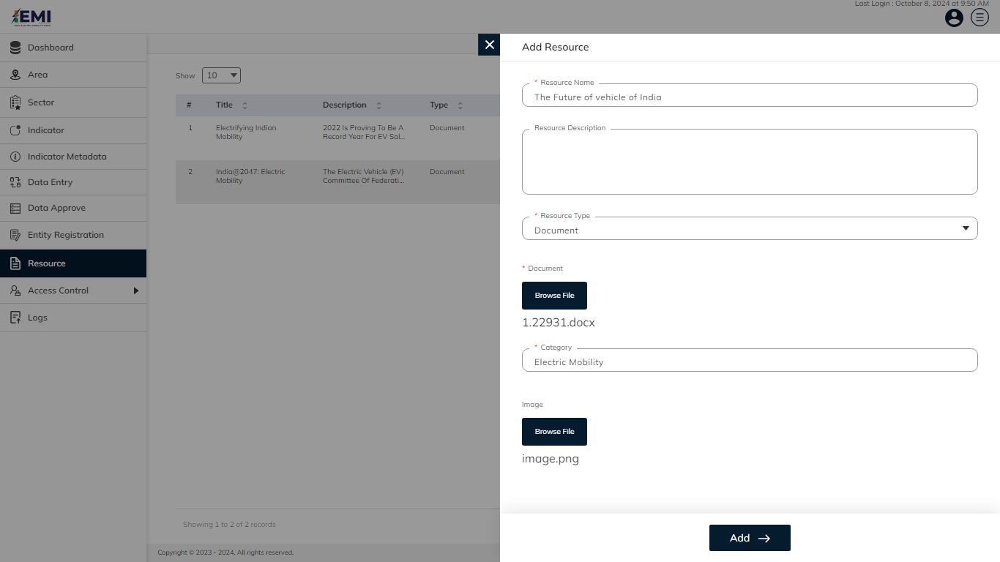 Last Login : October 8, 2024 at 9:50 AM
EMI
Dashboard
Area
Sector
Indicator
Indicator Metadata
Data Entry
Data Approve
Entity Registration
Resource
Access Control
Logs
Show 10
# Title Description Type
1 Electrifying Indian Mobility 2022 Is Proving To Be A Record Year For EV Sal... Document
2 India@2047: Electric Mobility The Electric Vehicle (EV) Committee Of Federati... Document
Showing 1 to 2 of 2 records
Copyright © 2023 - 2024. All rights reserved.
Add Resource
* Resource Name
The Future of vehicle of India
Resource Description
* Resource Type
Document
* Document
Browse File
1.22931.docx
* Category
Electric Mobility
Image
Browse File
image.png
Add